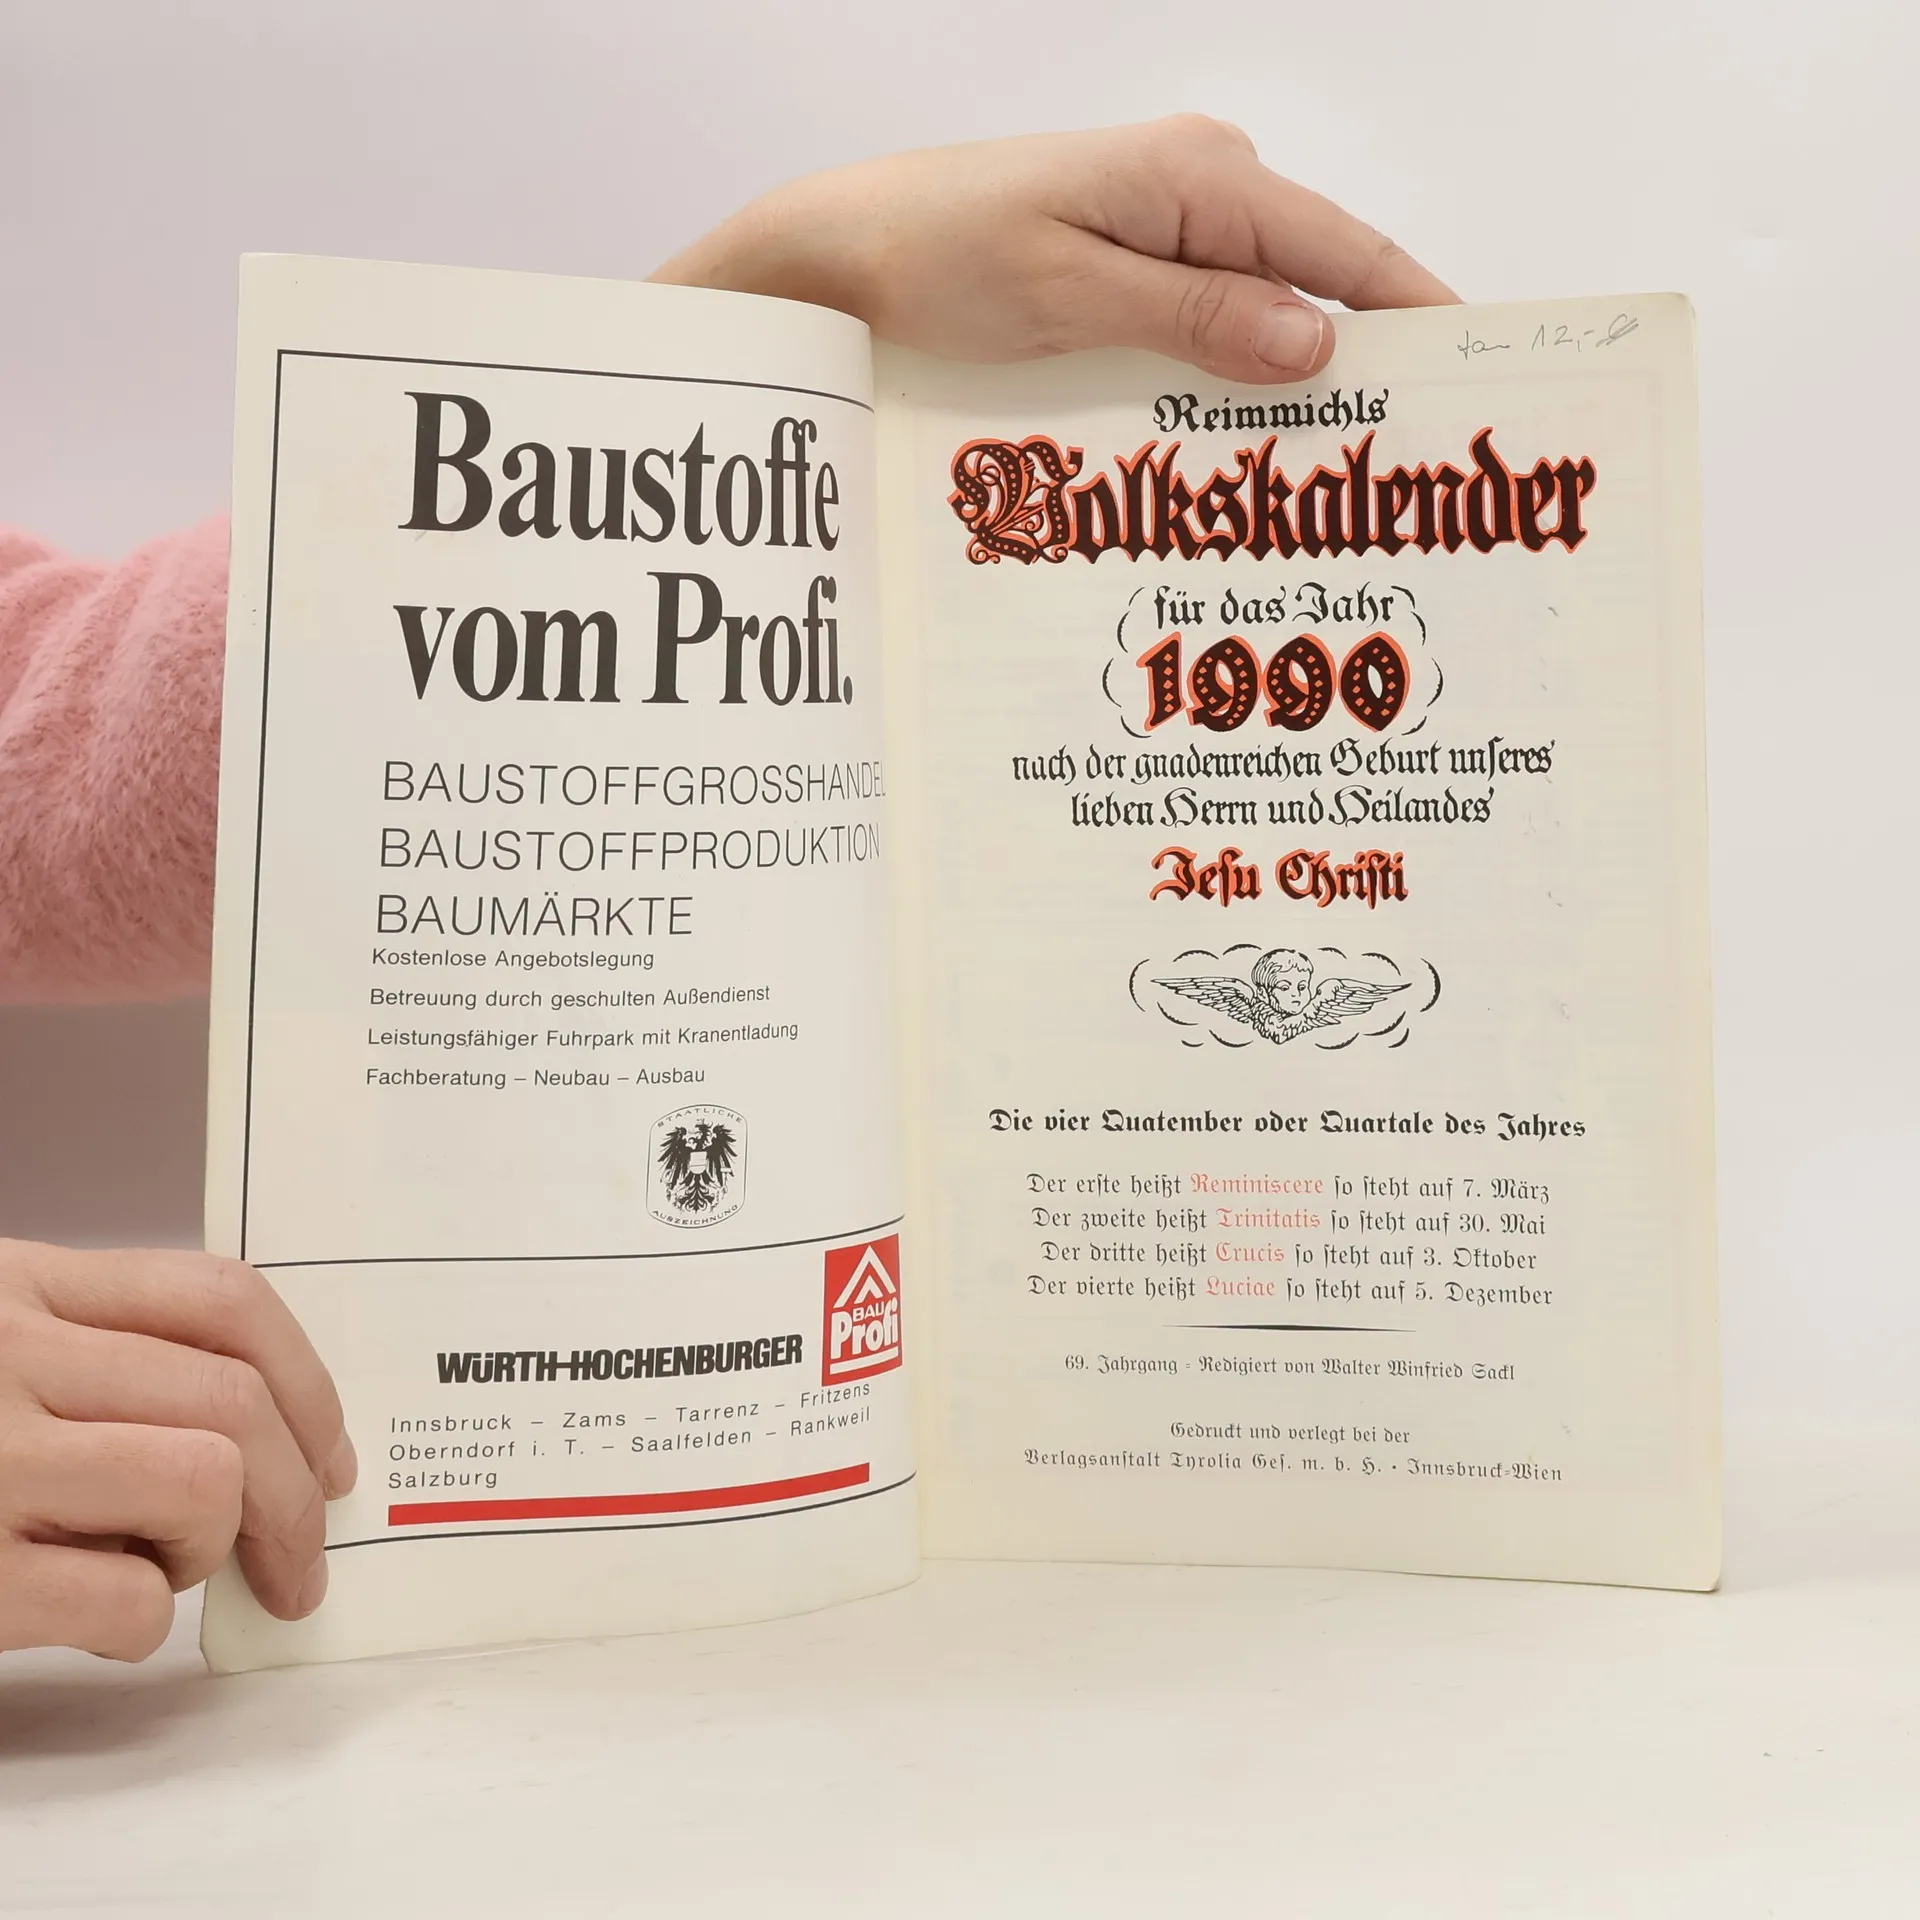 Baustoffe
vom Profi.
BAUSTOFFGROSSHANDEL
BAUSTOFFPRODUKTION
BAUMÄRKTE
Kostenlose Angebotslegung
Betreuung durch geschulten Außendienst
Leistungsfähiger Fuhrpark mit Kranentladung
Fachberatung – Neubau – Ausbau
STAATLICHE
AUSZEICHNUNG
BAU
Profi
WÜRTH-HOCHENBURGER
Innsbruck – Zams – Tarrenz – Fritzens
Oberndorf i. T. – Saalfelden – Rankweil
Salzburg
12,-
Reimmichls
Volkskalender
für das Jahr
1990
nach der gnadenreichen Geburt unſeres
lieben Herrn und Heilandes
Jeſu Chriſti
Die vier Quatember oder Quartale des Jahres
Der erſte heißt Reminiscere ſo ſteht auf 7. März
Der zweite heißt Trinitatis ſo ſteht auf 30. Mai
Der dritte heißt Crucis ſo ſteht auf 3. Oktober
Der vierte heißt Luciae ſo ſteht auf 5. Dezember
69. Jahrgang = Redigiert von Walter Winfried Sackl
Gedruckt und verlegt bei der
Verlagsanſtalt Tyrolia Geſ. m. b. H. · Innsbruck=Wien